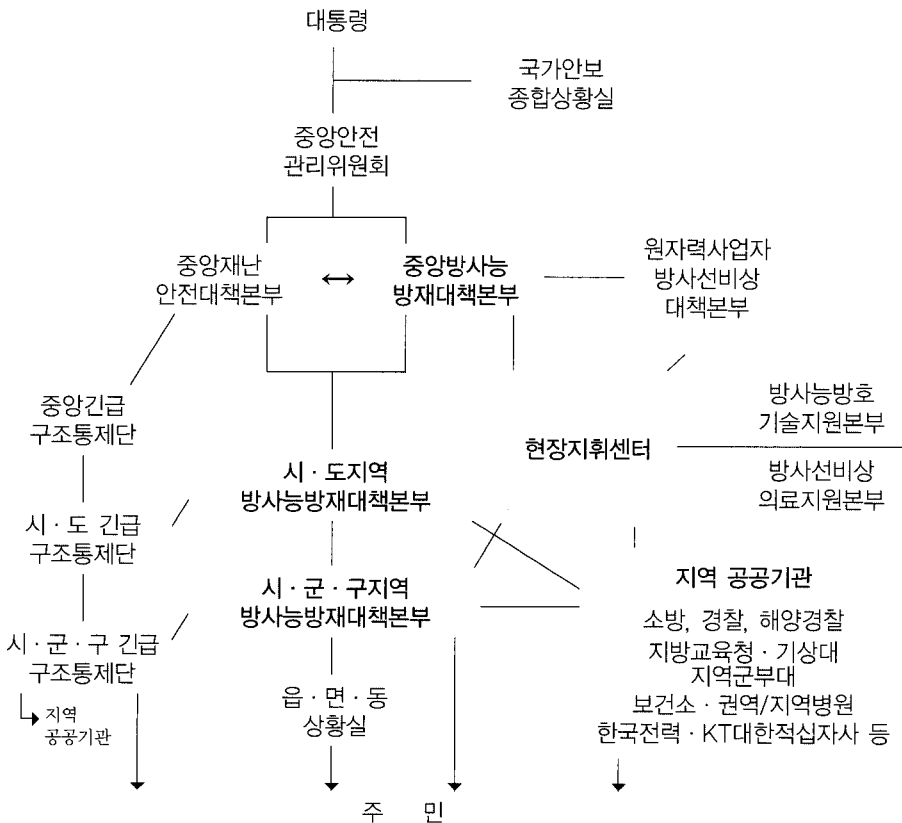 대통령
국가안보
종합상황실
중앙안전
관리위원회
중앙재난
안전대책본부
중앙방사능
방재대책본부
원자력사업자
방사선비상
대책본부
중앙긴급
구조통제단
시·도지역
방사능방재대책본부
현장지휘센터
방사능방호
기술지원본부
방사선비상
의료지원본부
시·도 긴급
구조통제단
시·군·구지역
방사능방재대책본부
지역 공공기관
소방, 경찰, 해양경찰
지방교육청·기상대
지역군부대
보건소·권역/지역병원
한국전력·KT대한적십자사 등
시·군·구 긴급
구조통제단
지역
공공기관
읍·면·동
상황실
주 민